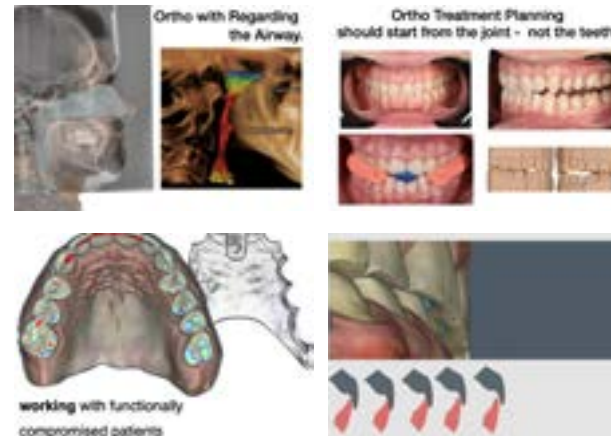 Ortho with Regarding
the Airway.
Ortho Treatment Planning
should start from the joint - not the teeth
working with functionally
compromised patients